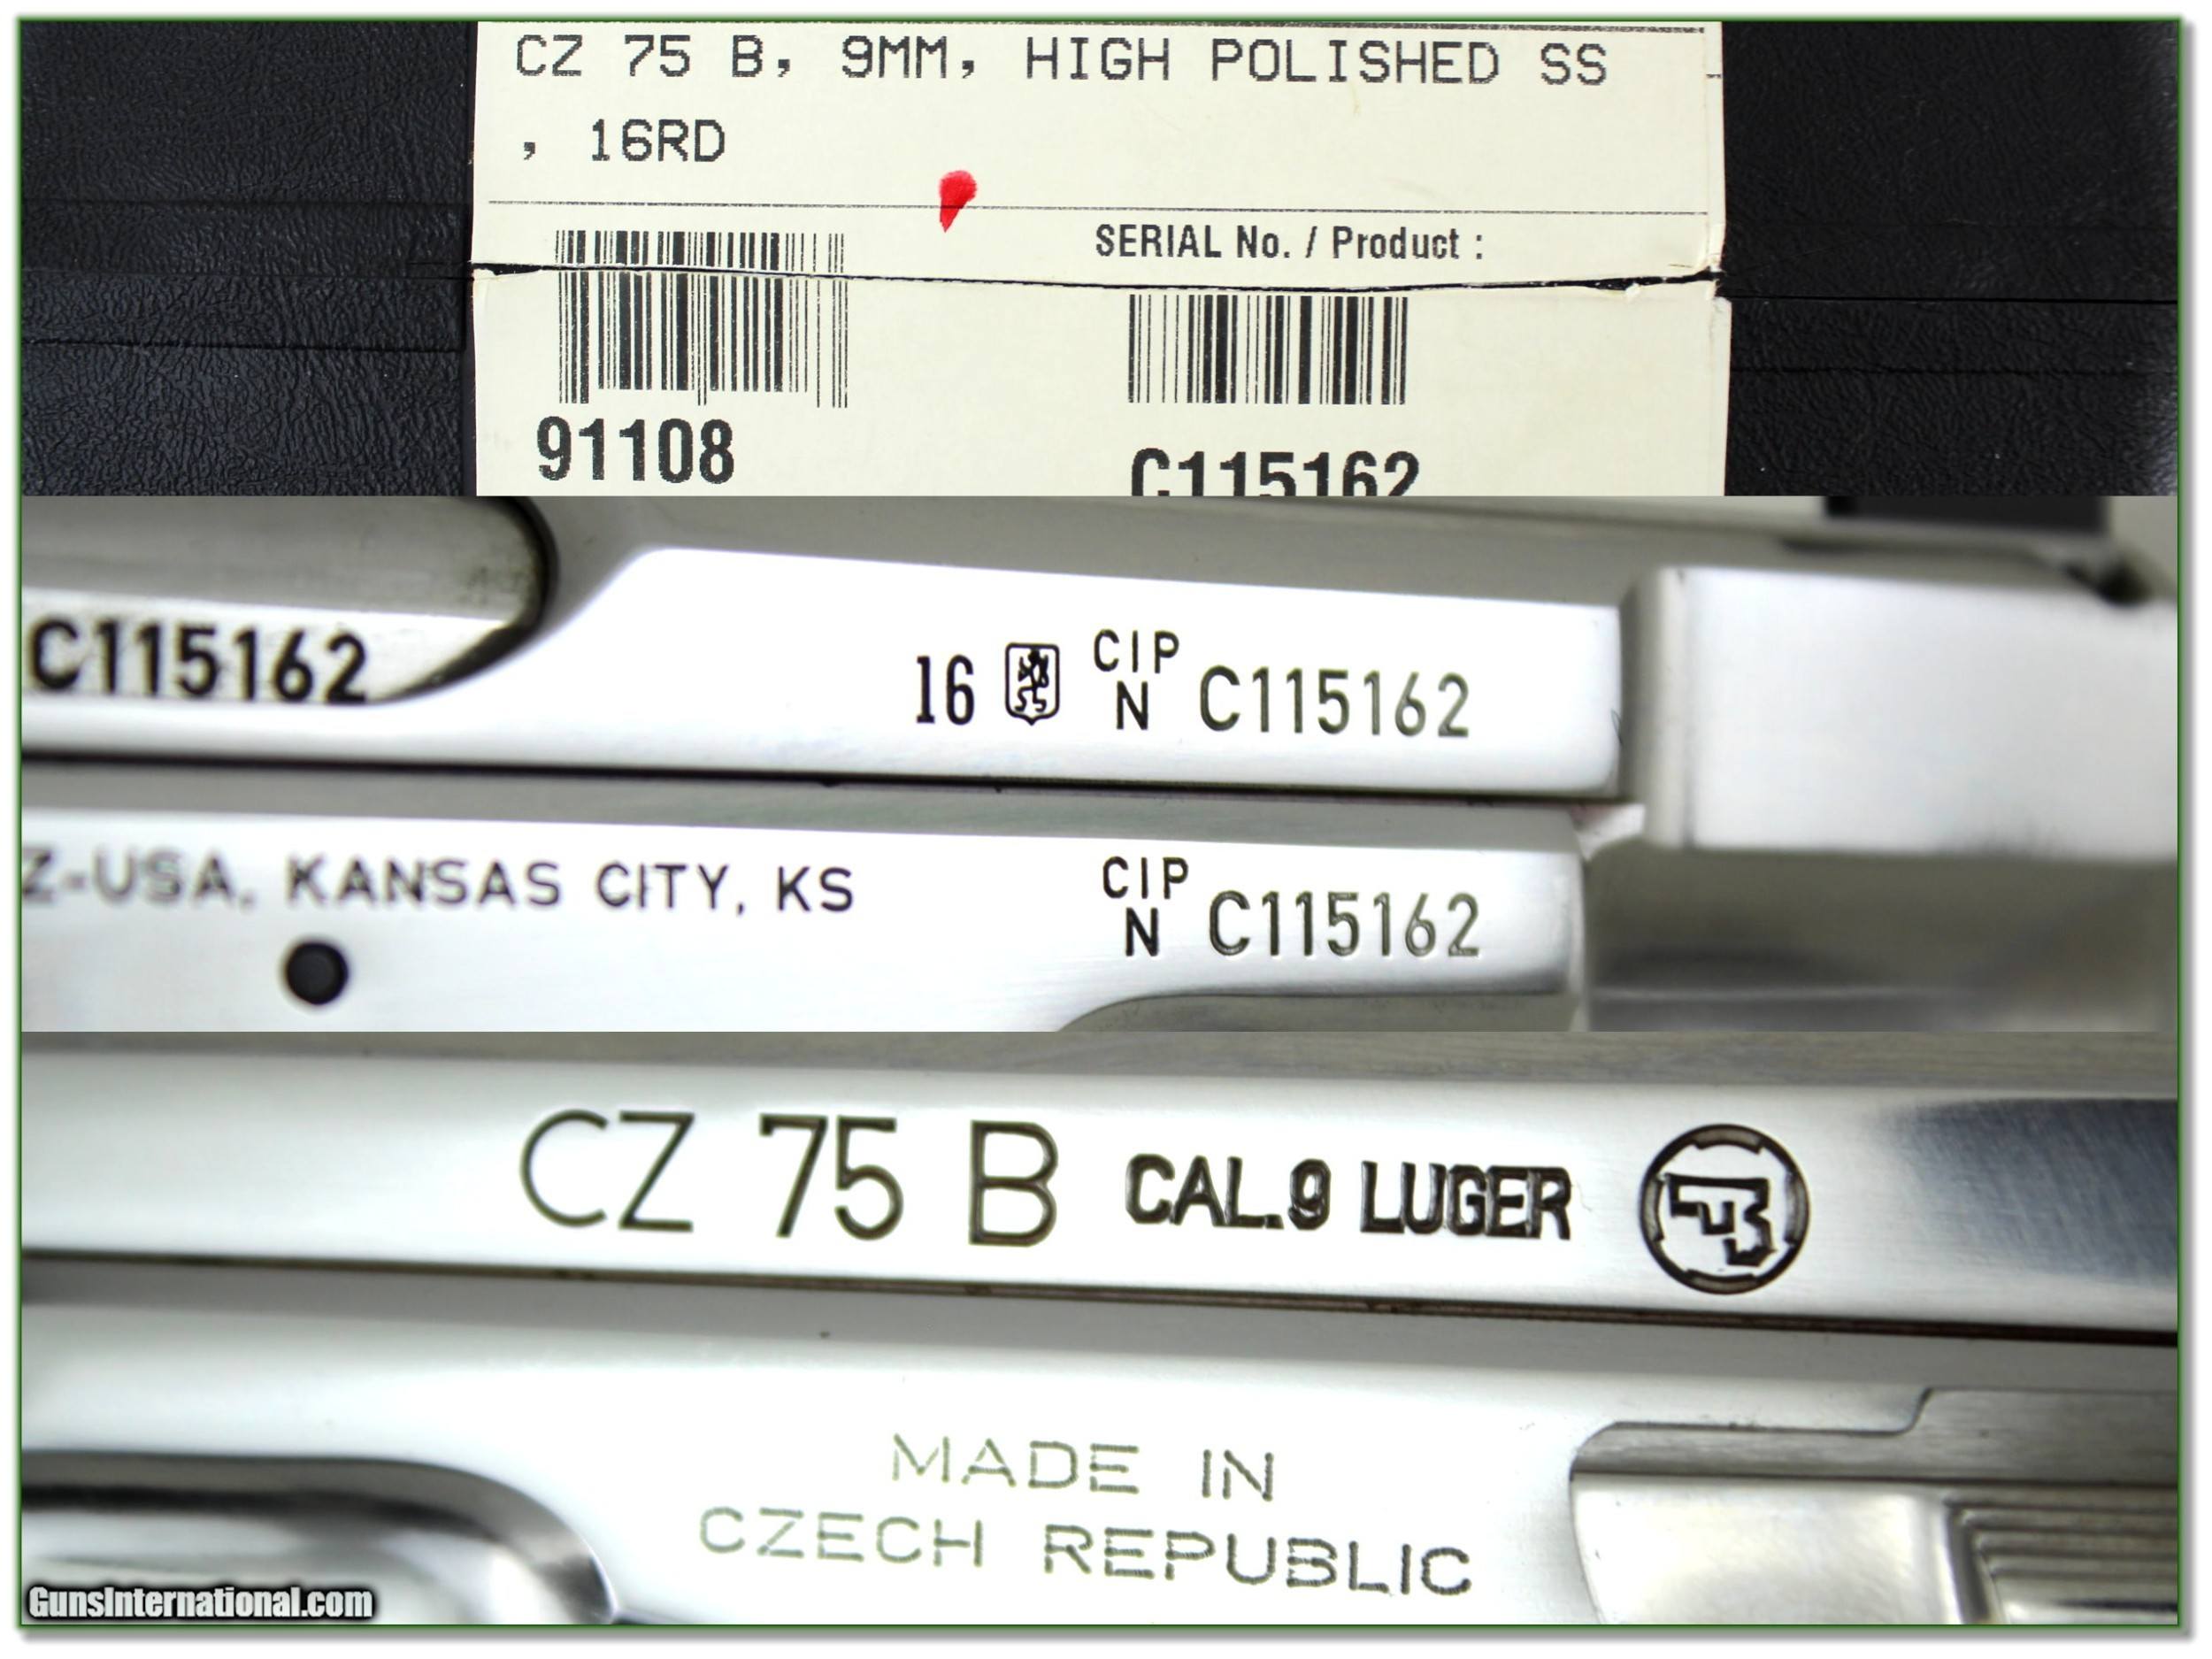 CZ 75 B, 9MM, HIGH POLISHED SS
, 16RD
SERIAL No. / Product :
91108
C115162
C115162
16 CIP N C115162
Z-USA, KANSAS CITY, KS
CIP N C115162
CZ 75 B CAL.9 LUGER
MADE IN
CZECH REPUBLIC
GunsInternational.com